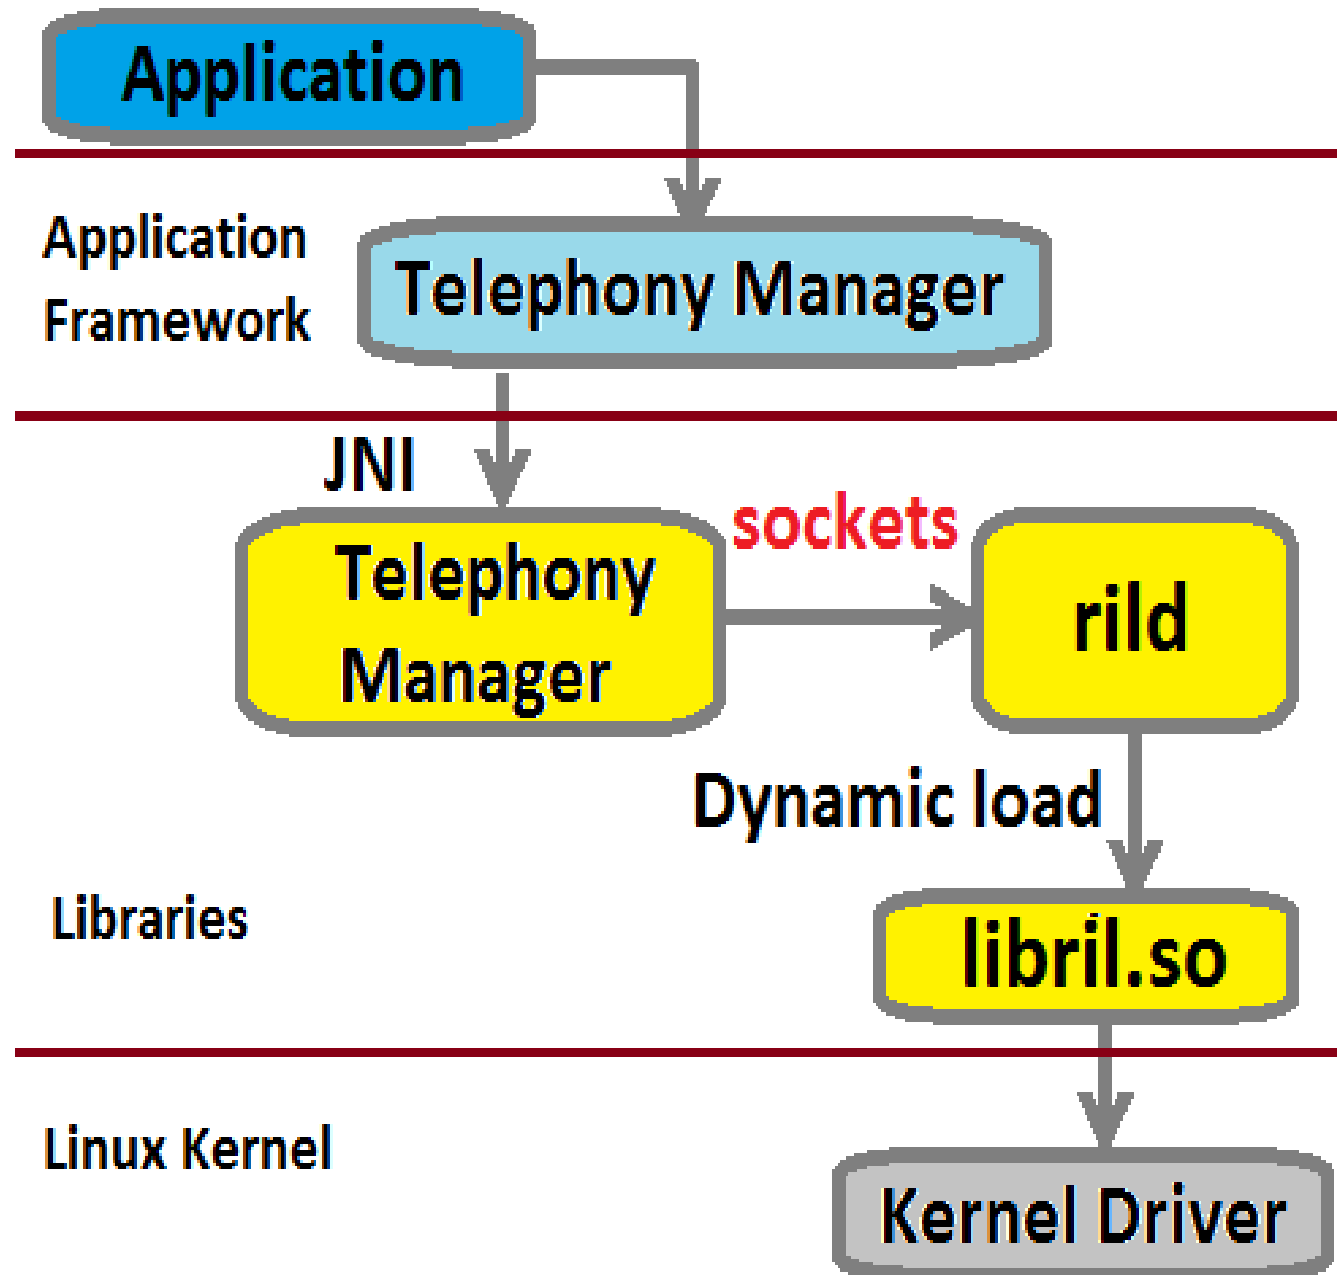 Application
Application
Framework
Telephony Manager
JNI
sockets
Telephony
Manager
rild
Dynamic load
Libraries
libril.so
Linux Kernel
Kernel Driver